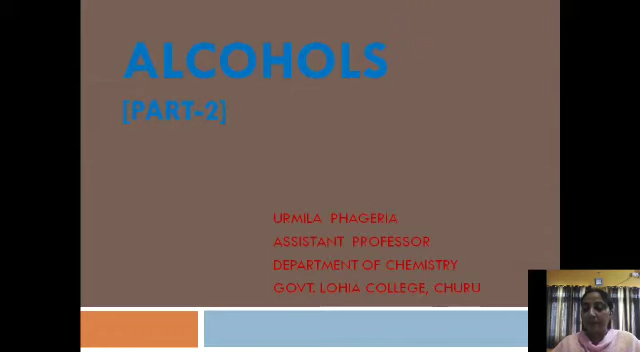 ALCOHOLS
[PART-2]
URMILA PHAGERIA
ASSISTANT PROFESSOR
DEPARTMENT OF CHEMISTRY
GOVT. LOHIA COLLEGE, CHURU